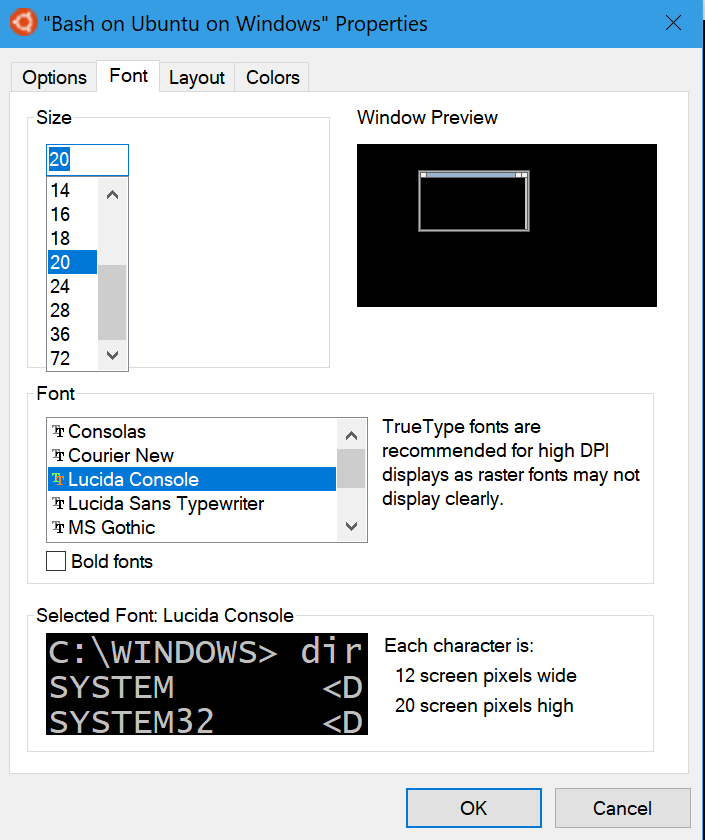 "Bash on Ubuntu on Windows" Properties
Options Font Layout Colors
Size
20
14
16
18
20
24
28
36
72
Window Preview
Font
Consolas
Courier New
Lucida Console
Lucida Sans Typewriter
MS Gothic
Bold fonts
TrueType fonts are
recommended for high DPI
displays as raster fonts may not
display clearly.
Selected Font: Lucida Console
C:\WINDOWS> dir
SYSTEM <D
SYSTEM32 <D
Each character is:
12 screen pixels wide
20 screen pixels high
OK Cancel